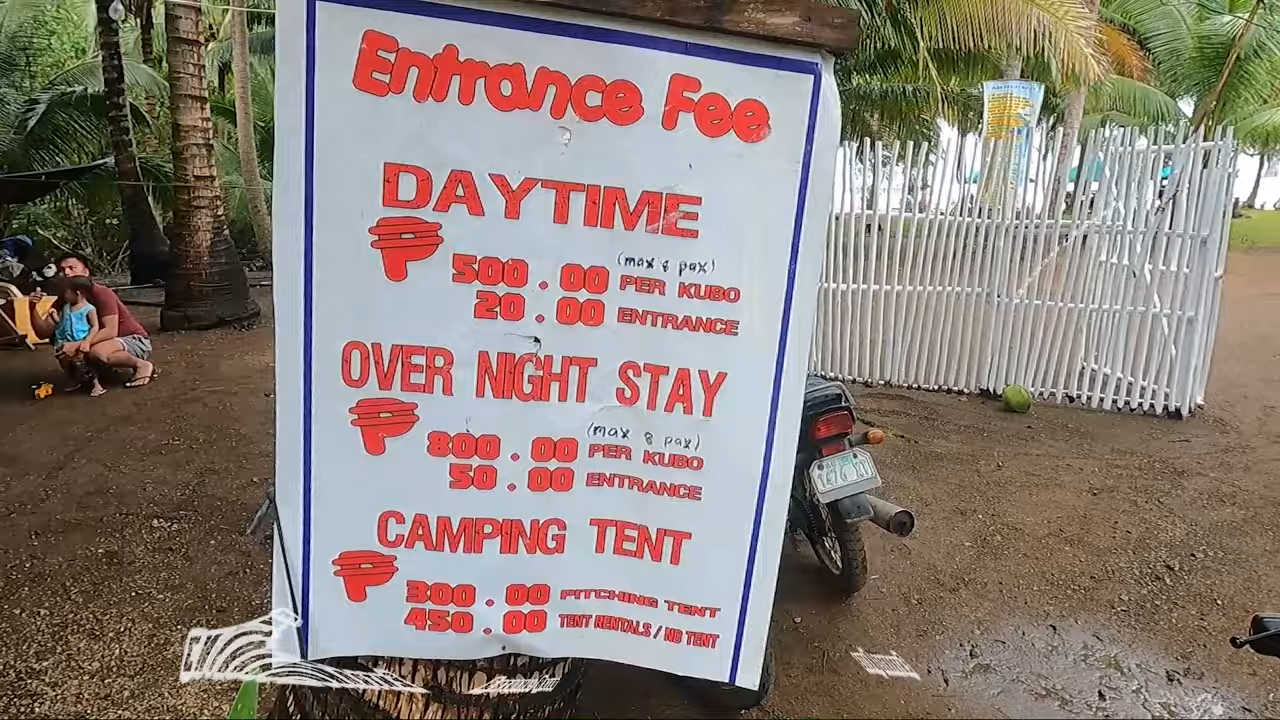 Entrance Fee
DAYTIME
₱ 500.00 PER KUBO (max 8 pax)
20.00 ENTRANCE
OVER NIGHT STAY
₱ 800.00 PER KUBO (max 8 pax)
50.00 ENTRANCE
CAMPING TENT
₱ 300.00 PITCHING TENT
450.00 TENT RENTALS / NO TENT